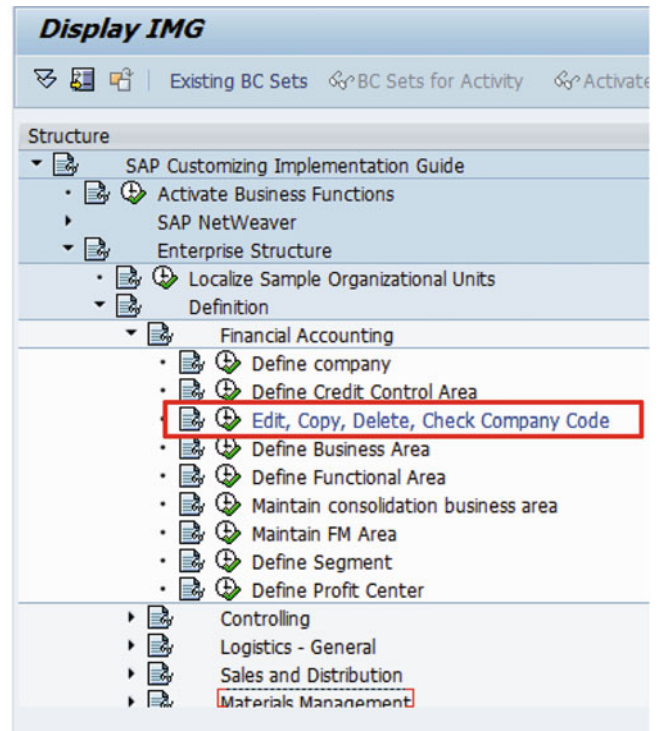 Display IMG
Existing BC Sets BC Sets for Activity Activate
Structure
SAP Customizing Implementation Guide
Activate Business Functions
SAP NetWeaver
Enterprise Structure
Localize Sample Organizational Units
Definition
Financial Accounting
Define company
Define Credit Control Area
Edit, Copy, Delete, Check Company Code
Define Business Area
Define Functional Area
Maintain consolidation business area
Maintain FM Area
Define Segment
Define Profit Center
Controlling
Logistics - General
Sales and Distribution
Materials Management